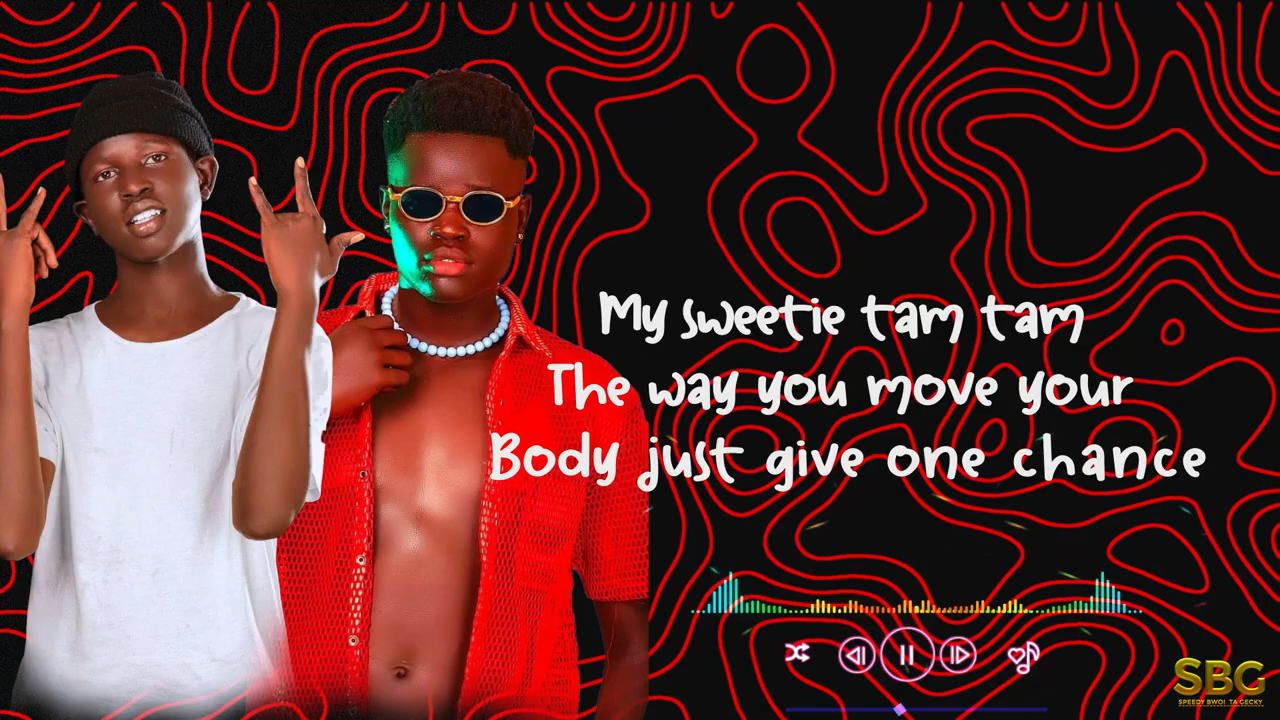 My sweetie tam tam
The way you move your
Body just give one chance
SBG
SPEEDY BWOI TA GECKY